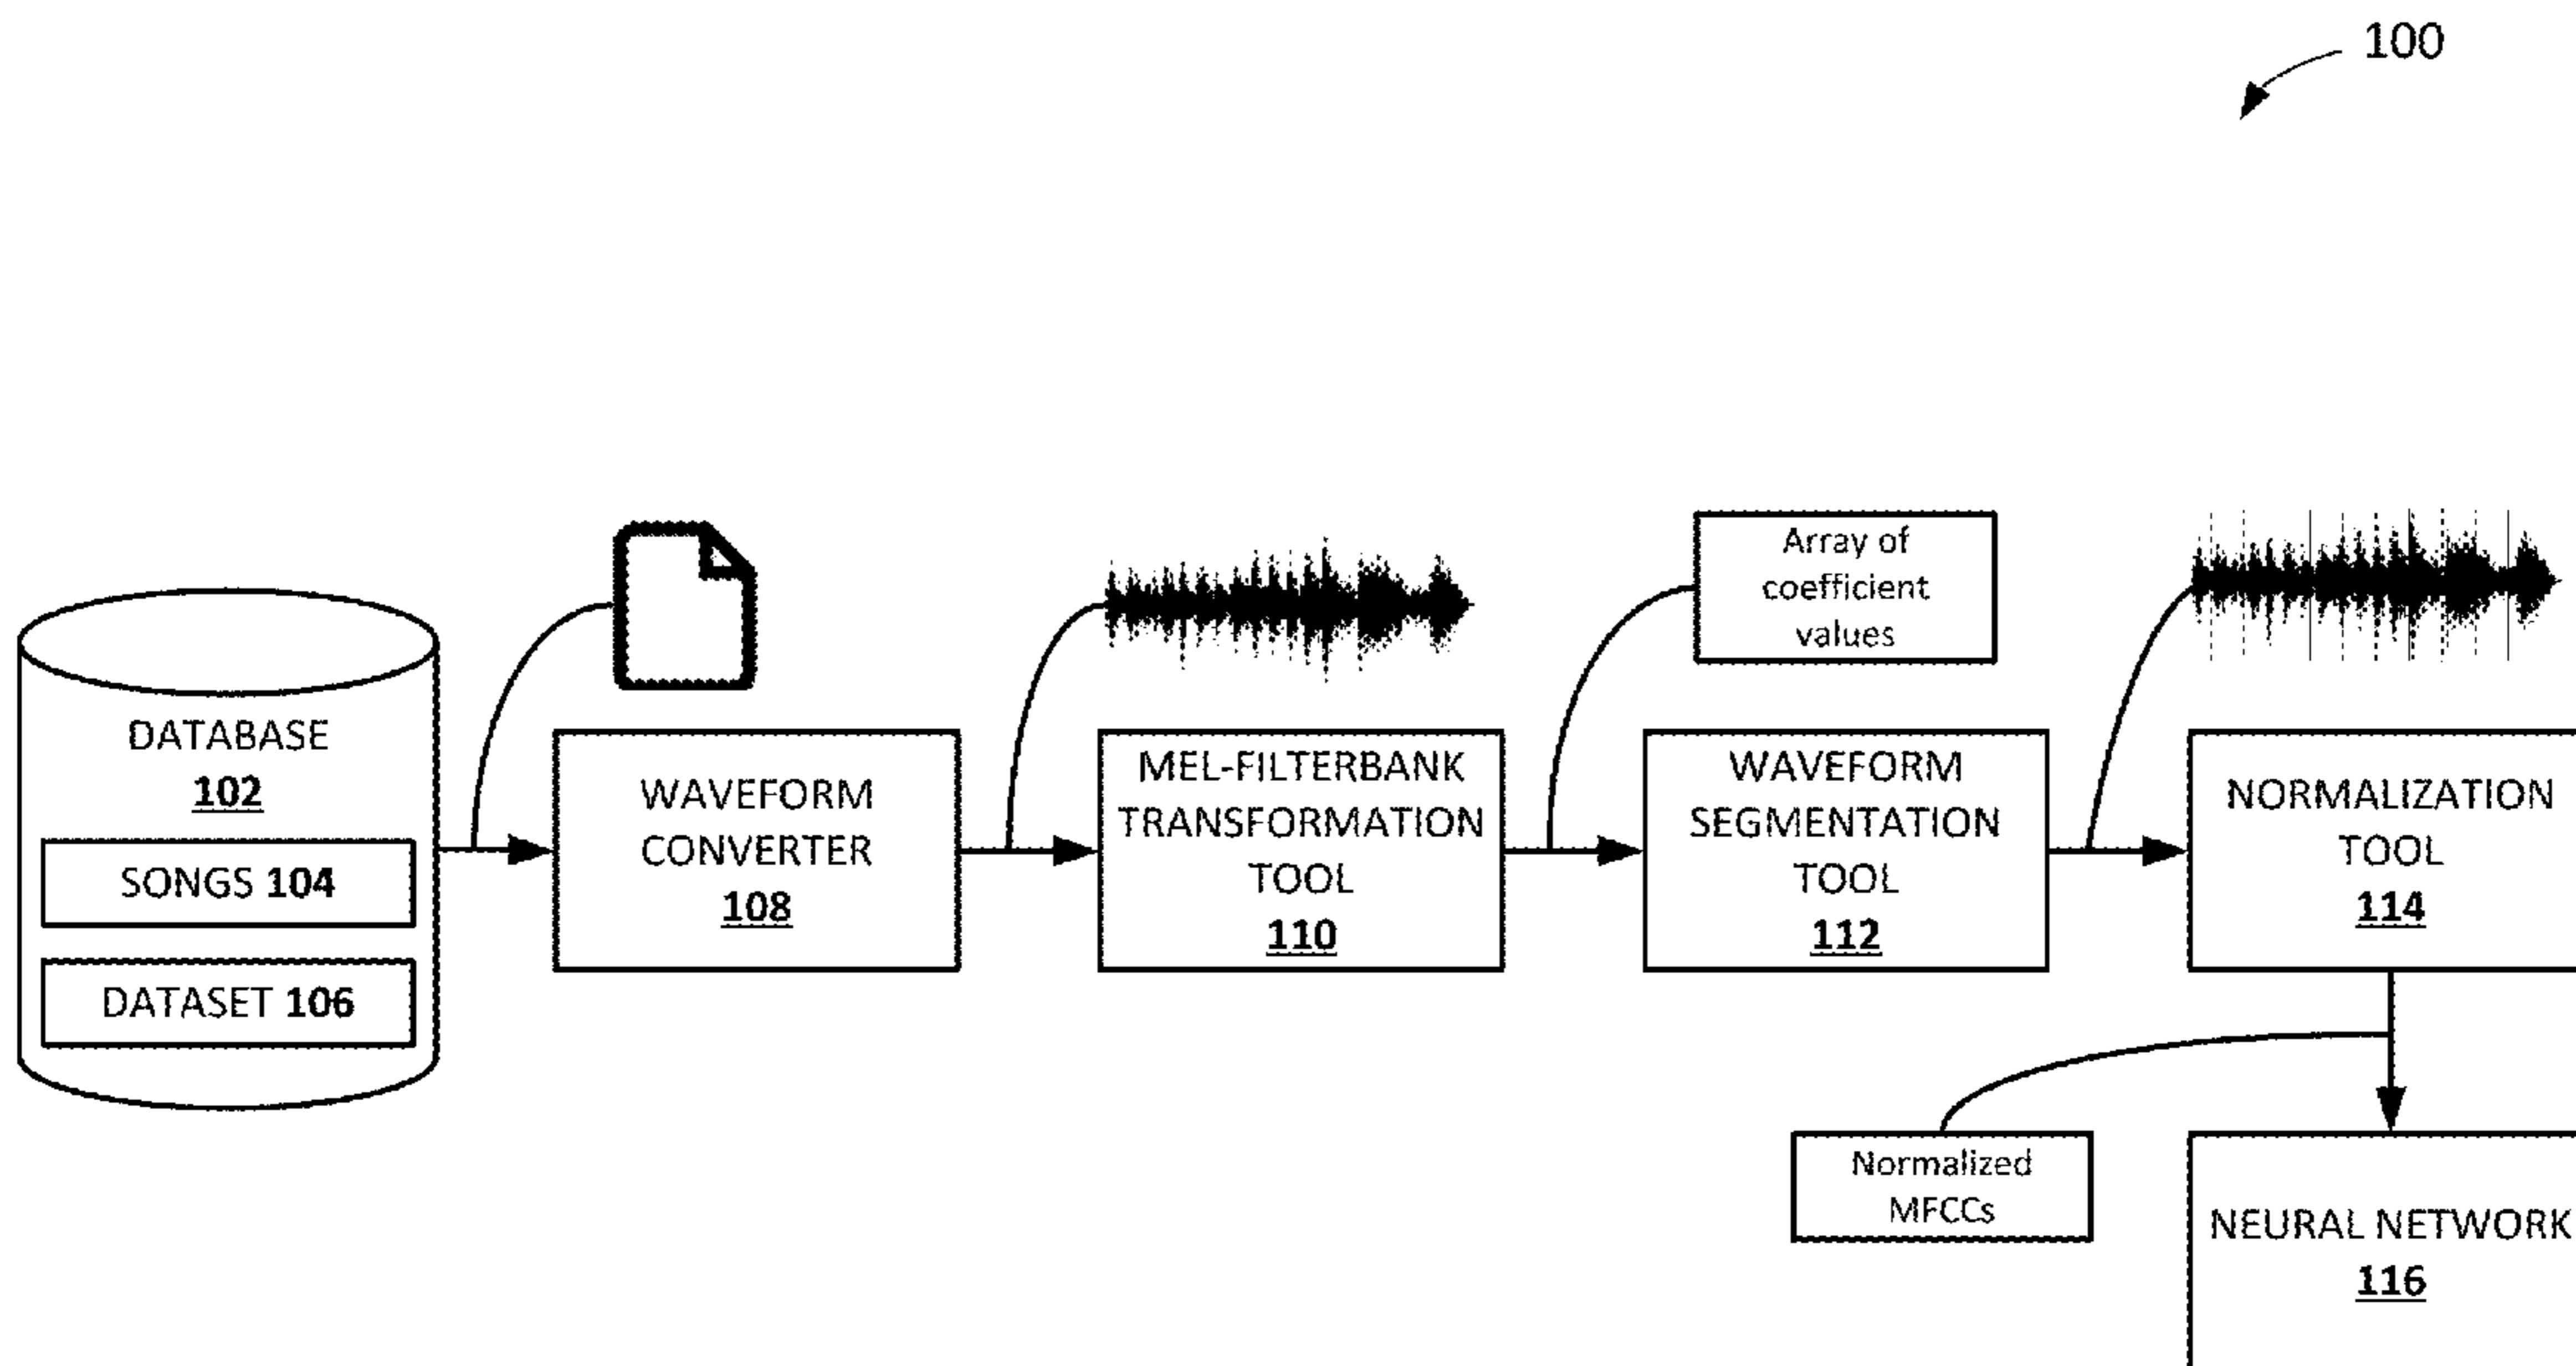 100
Array of
coefficient
values
DATABASE
102
SONGS 104
DATASET 106
WAVEFORM
CONVERTER
108
MEL-FILTERBANK
TRANSFORMATION
TOOL
110
WAVEFORM
SEGMENTATION
TOOL
112
NORMALIZATION
TOOL
114
Normalized
MFCCs
NEURAL NETWORK
116